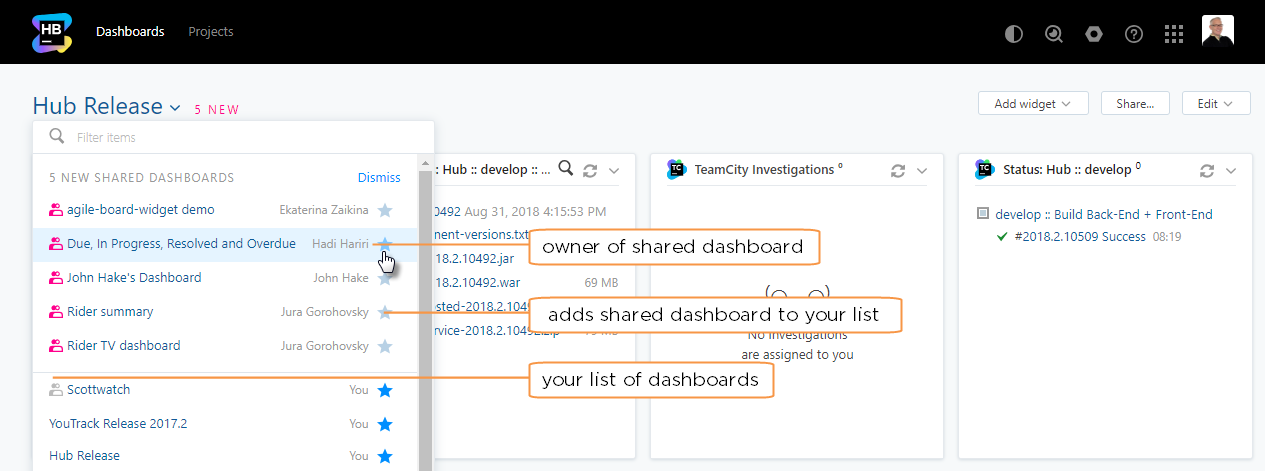 HB
Dashboards
Projects
Hub Release
5 NEW
Add widget
Share...
Edit
Filter items
5 NEW SHARED DASHBOARDS
Dismiss
agile-board-widget demo
Ekaterina Zaikina
Due, In Progress, Resolved and Overdue
Hadi Hariri
John Hake's Dashboard
John Hake
Rider summary
Jura Gorohovsky
Rider TV dashboard
Jura Gorohovsky
Scottwatch
You
YouTrack Release 2017.2
You
Hub Release
You
: Hub :: develop :: ...
0492 Aug 31, 2018 4:15:53 PM
ment-versions.txt
18.2.10492.jar
18.2.10492.war
69 MB
osted-2018.2.1049
rvice-2018.2.10492.zip
TC
TeamCity Investigations 0
No investigations
are assigned to you
TC
Status: Hub :: develop 0
develop :: Build Back-End + Front-End
#2018.2.10509 Success 08:19
owner of shared dashboard
adds shared dashboard to your list
your list of dashboards